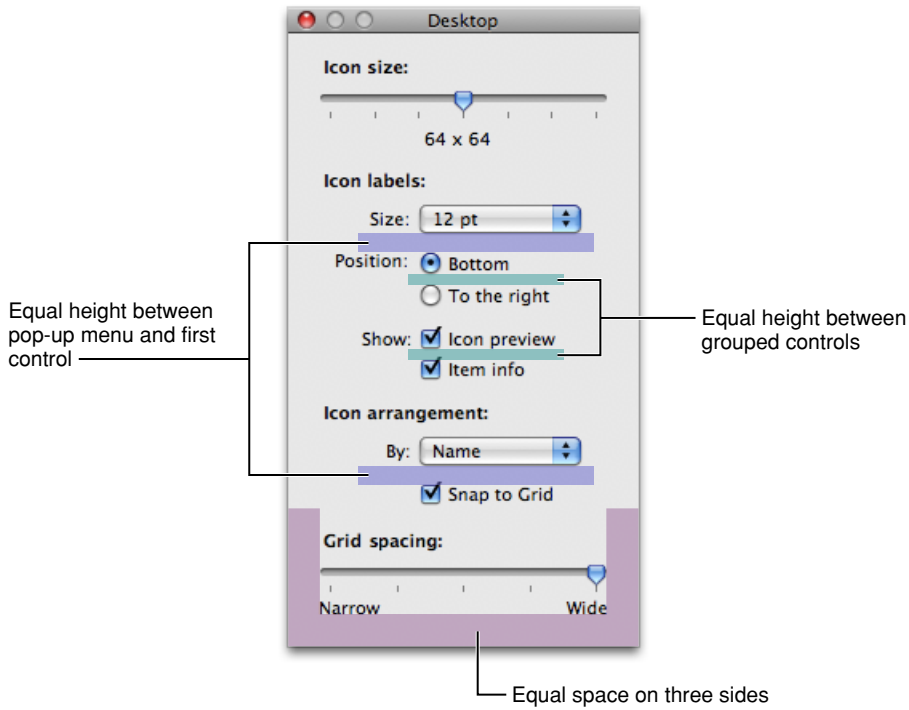 Desktop
Icon size:
64 x 64
Icon labels:
Size: 12 pt
Position: Bottom
To the right
Show: Icon preview
Item info
Icon arrangement:
By: Name
Snap to Grid
Grid spacing:
Narrow Wide
Equal height between
pop-up menu and first
control
Equal height between
grouped controls
Equal space on three sides